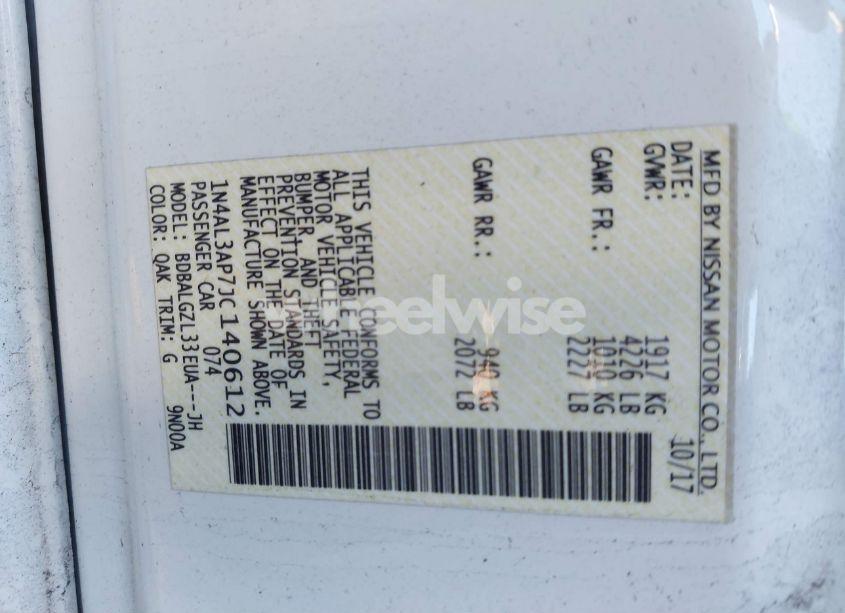 MFD BY NISSAN MOTOR CO., LTD.
DATE: 10/17
GVWR: 1917 KG
4226 LB
GAWR FR.: 1010 KG
2227 LB
GAWR RR.: 940 KG
2072 LB
THIS VEHICLE CONFORMS TO
ALL APPLICABLE FEDERAL
MOTOR VEHICLE SAFETY,
BUMPER, AND THEFT
PREVENTION STANDARDS IN
EFFECT ON THE DATE OF
MANUFACTURE SHOWN ABOVE.
1N4AL3AP7JC140612
PASSENGER CAR 074
MODEL: BDBALGZL33EUA---JH
COLOR: QAK TRIM: G 9N00A